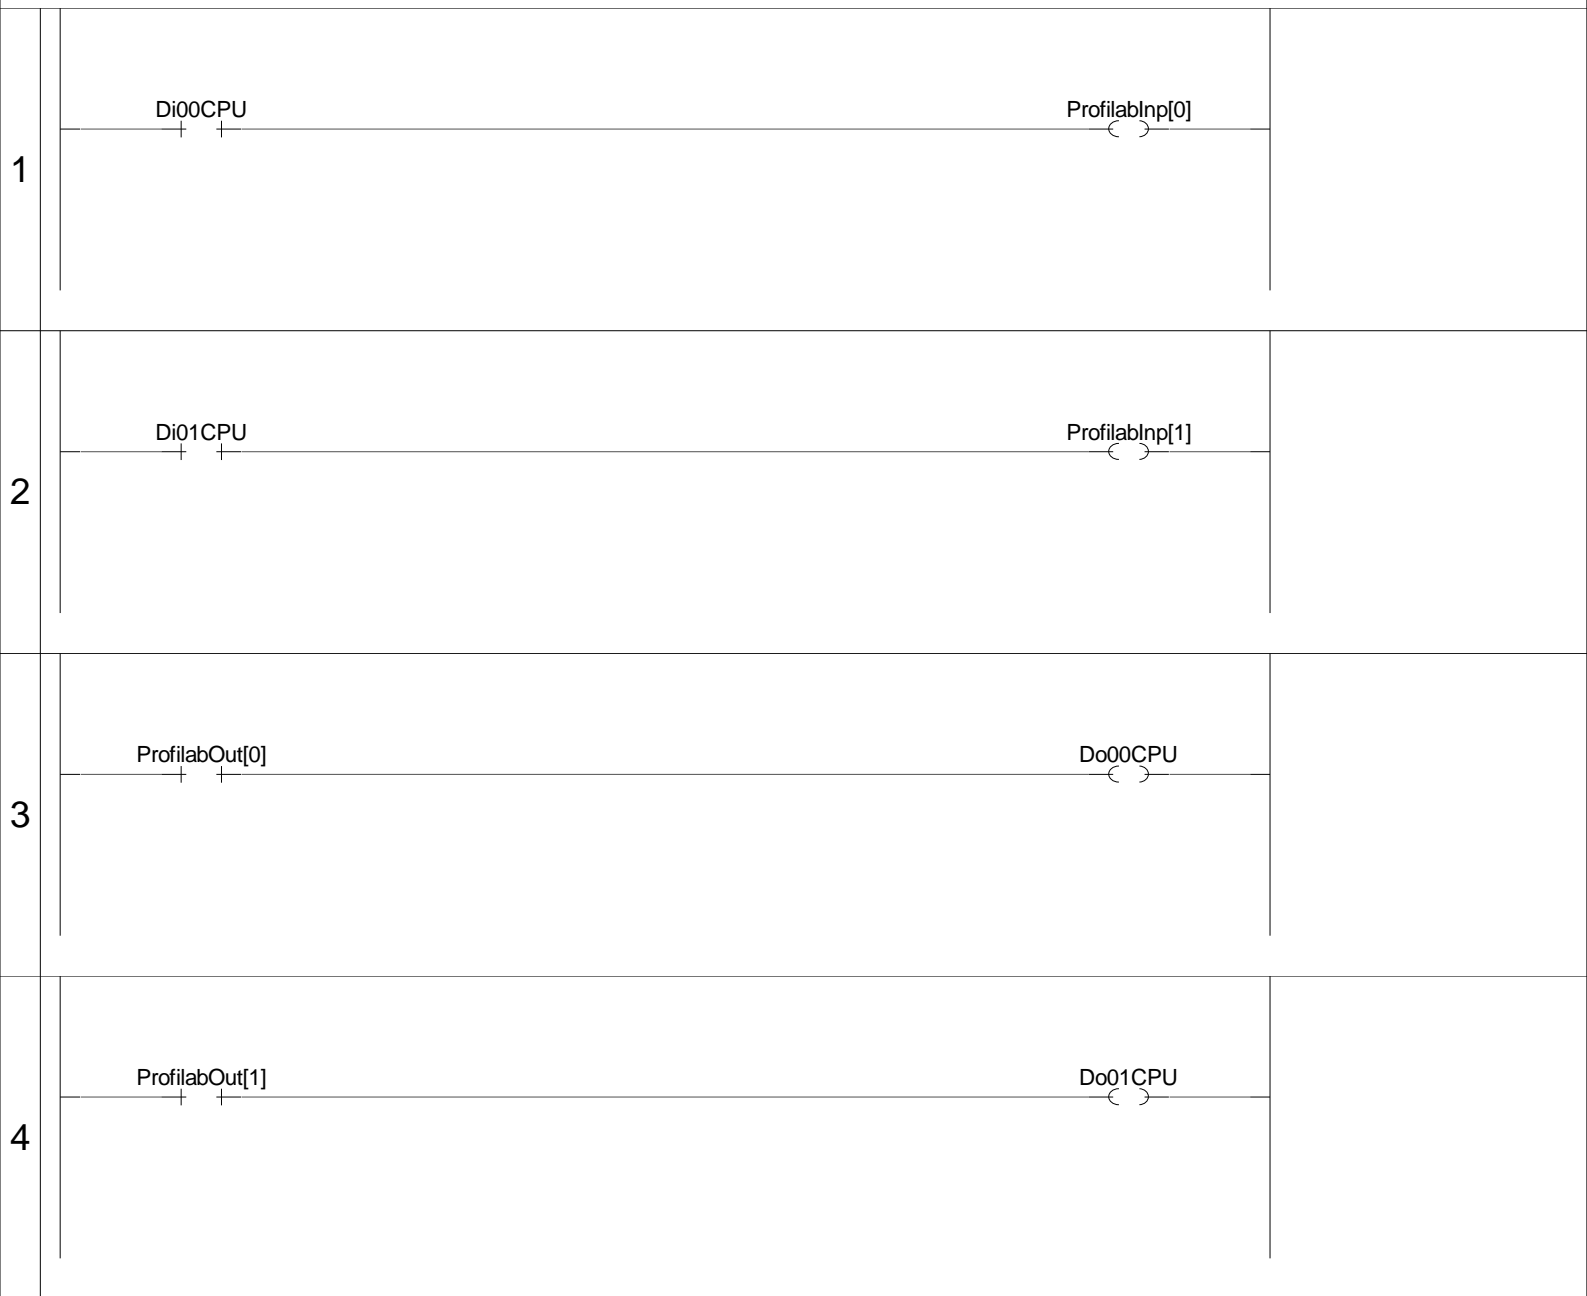 Di00CPU
ProfilabInp[0]
1
Di01CPU
ProfilabInp[1]
2
ProfilabOut[0]
Do00CPU
3
ProfilabOut[1]
Do01CPU
4